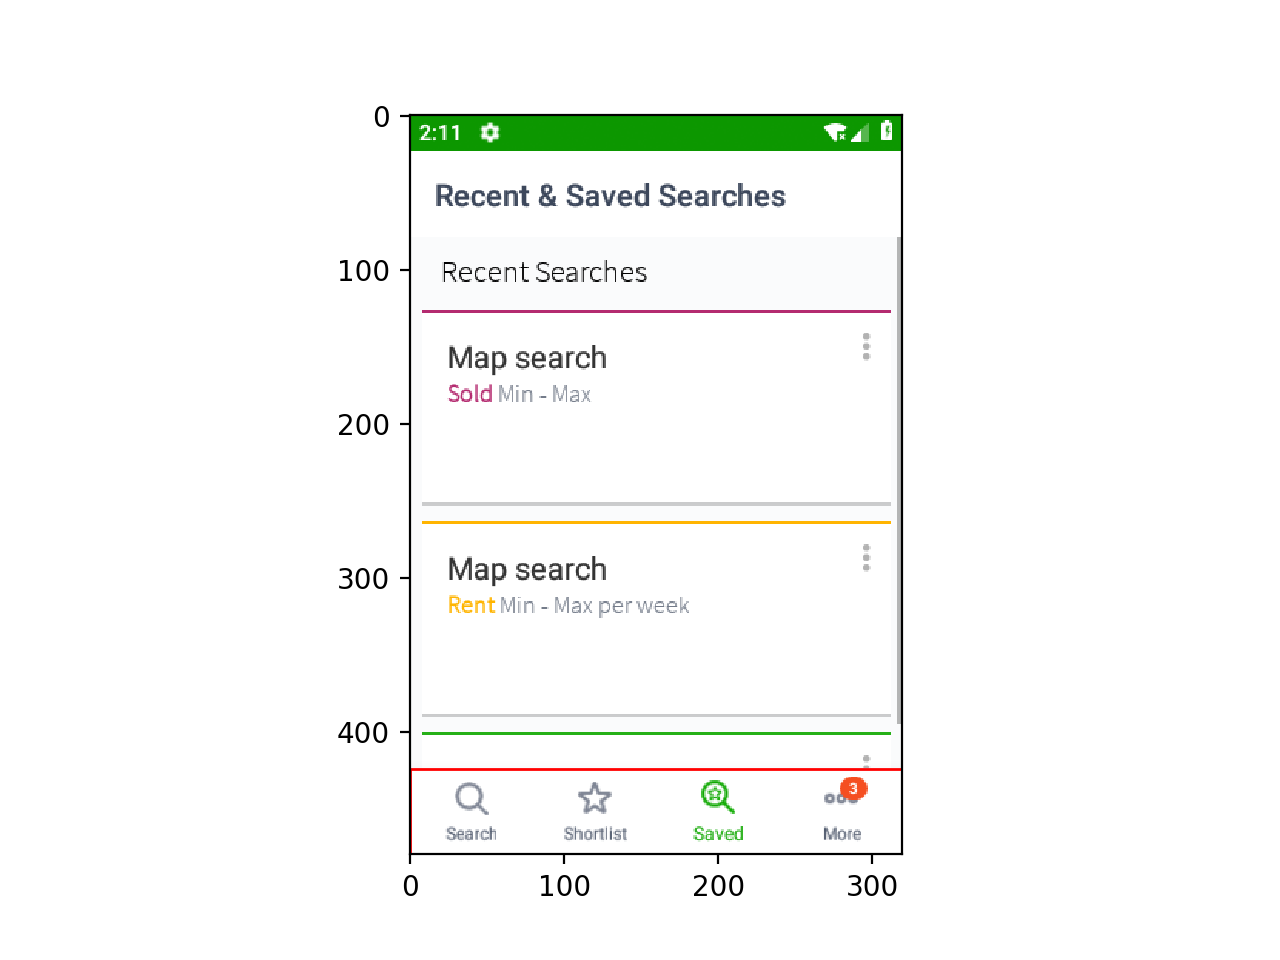 0
2:11
Recent & Saved Searches
100
Recent Searches
Map search
Sold Min - Max
200
Map search
300
Rent Min - Max per week
400
3
Search Shortlist Saved More
0 100 200 300